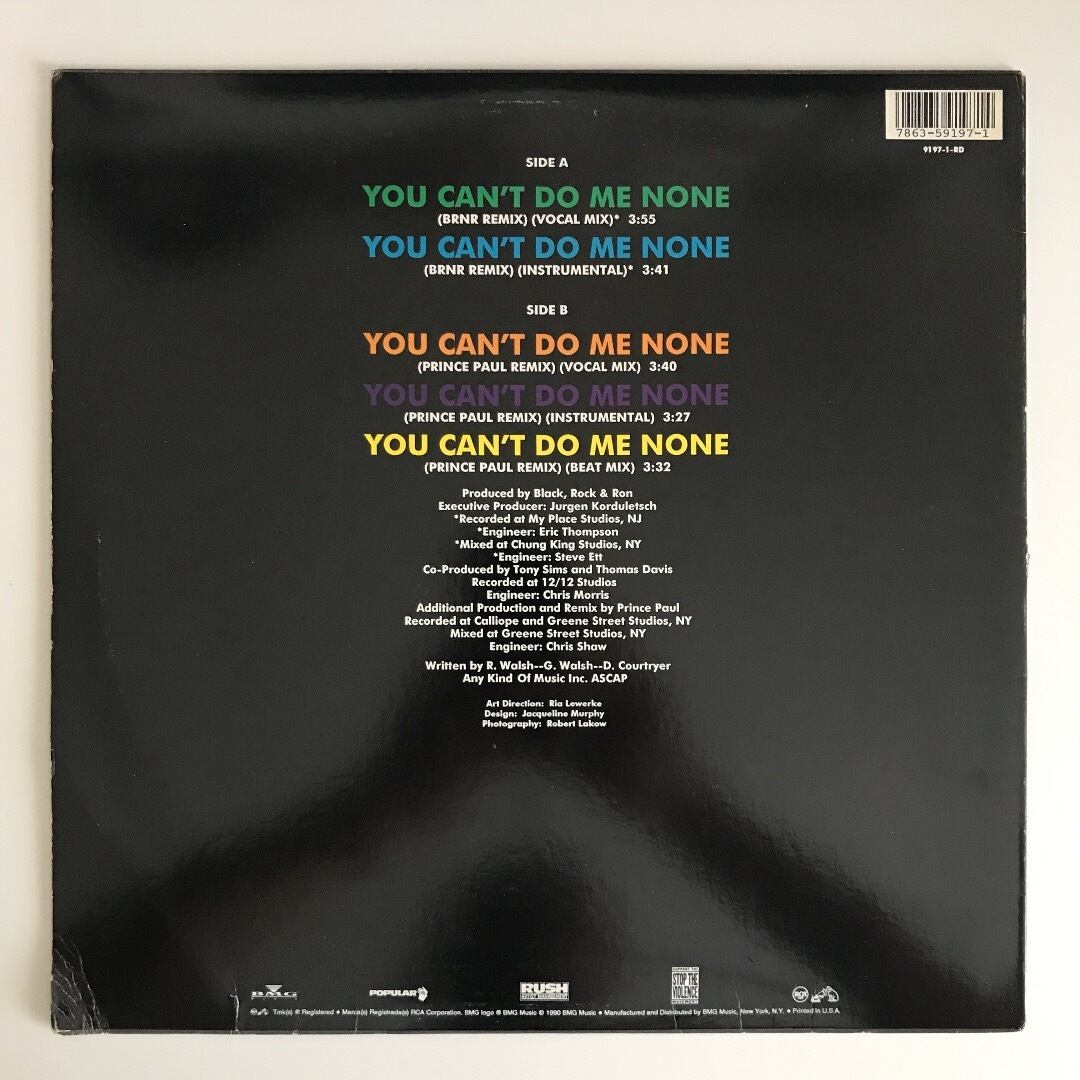 7863-59197-1
9197-1-RD
SIDE A
YOU CAN'T DO ME NONE
(BRNR REMIX) (VOCAL MIX)* 3:55
YOU CAN'T DO ME NONE
(BRNR REMIX) (INSTRUMENTAL)* 3:41
SIDE B
YOU CAN'T DO ME NONE
(PRINCE PAUL REMIX) (VOCAL MIX) 3:40
YOU CAN'T DO ME NONE
(PRINCE PAUL REMIX) (INSTRUMENTAL) 3:27
YOU CAN'T DO ME NONE
(PRINCE PAUL REMIX) (BEAT MIX) 3:32
Produced by Black, Rock & Ron
Executive Producer: Jurgen Korduletsch
*Recorded at My Place Studios, NJ
*Engineer: Eric Thompson
*Mixed at Chung King Studios, NY
*Engineer: Steve Ett
Co-Produced by Tony Sims and Thomas Davis
Recorded at 12/12 Studios
Engineer: Chris Morris
Additional Production and Remix by Prince Paul
Recorded at Calliope and Greene Street Studios, NY
Mixed at Greene Street Studios, NY
Engineer: Chris Shaw
Written by R. Walsh--G. Walsh--D. Courtryer
Any Kind Of Music Inc. ASCAP
Art Direction: Ria Lewerke
Design: Jacqueline Murphy
Photography: Robert Lakow
BMG
POPULAR
RUSH
ARTIST MANAGEMENT
SUPPORT THE
STOP THE
VIOLENCE
MOVEMENT
RCA
Tmk(s) ® Registered • Marca(s) Registrada(s) RCA Corporation. BMG logo ® BMG Music © 1990 BMG Music • Manufactured and Distributed by BMG Music, New York, N.Y. • Printed in U.S.A.